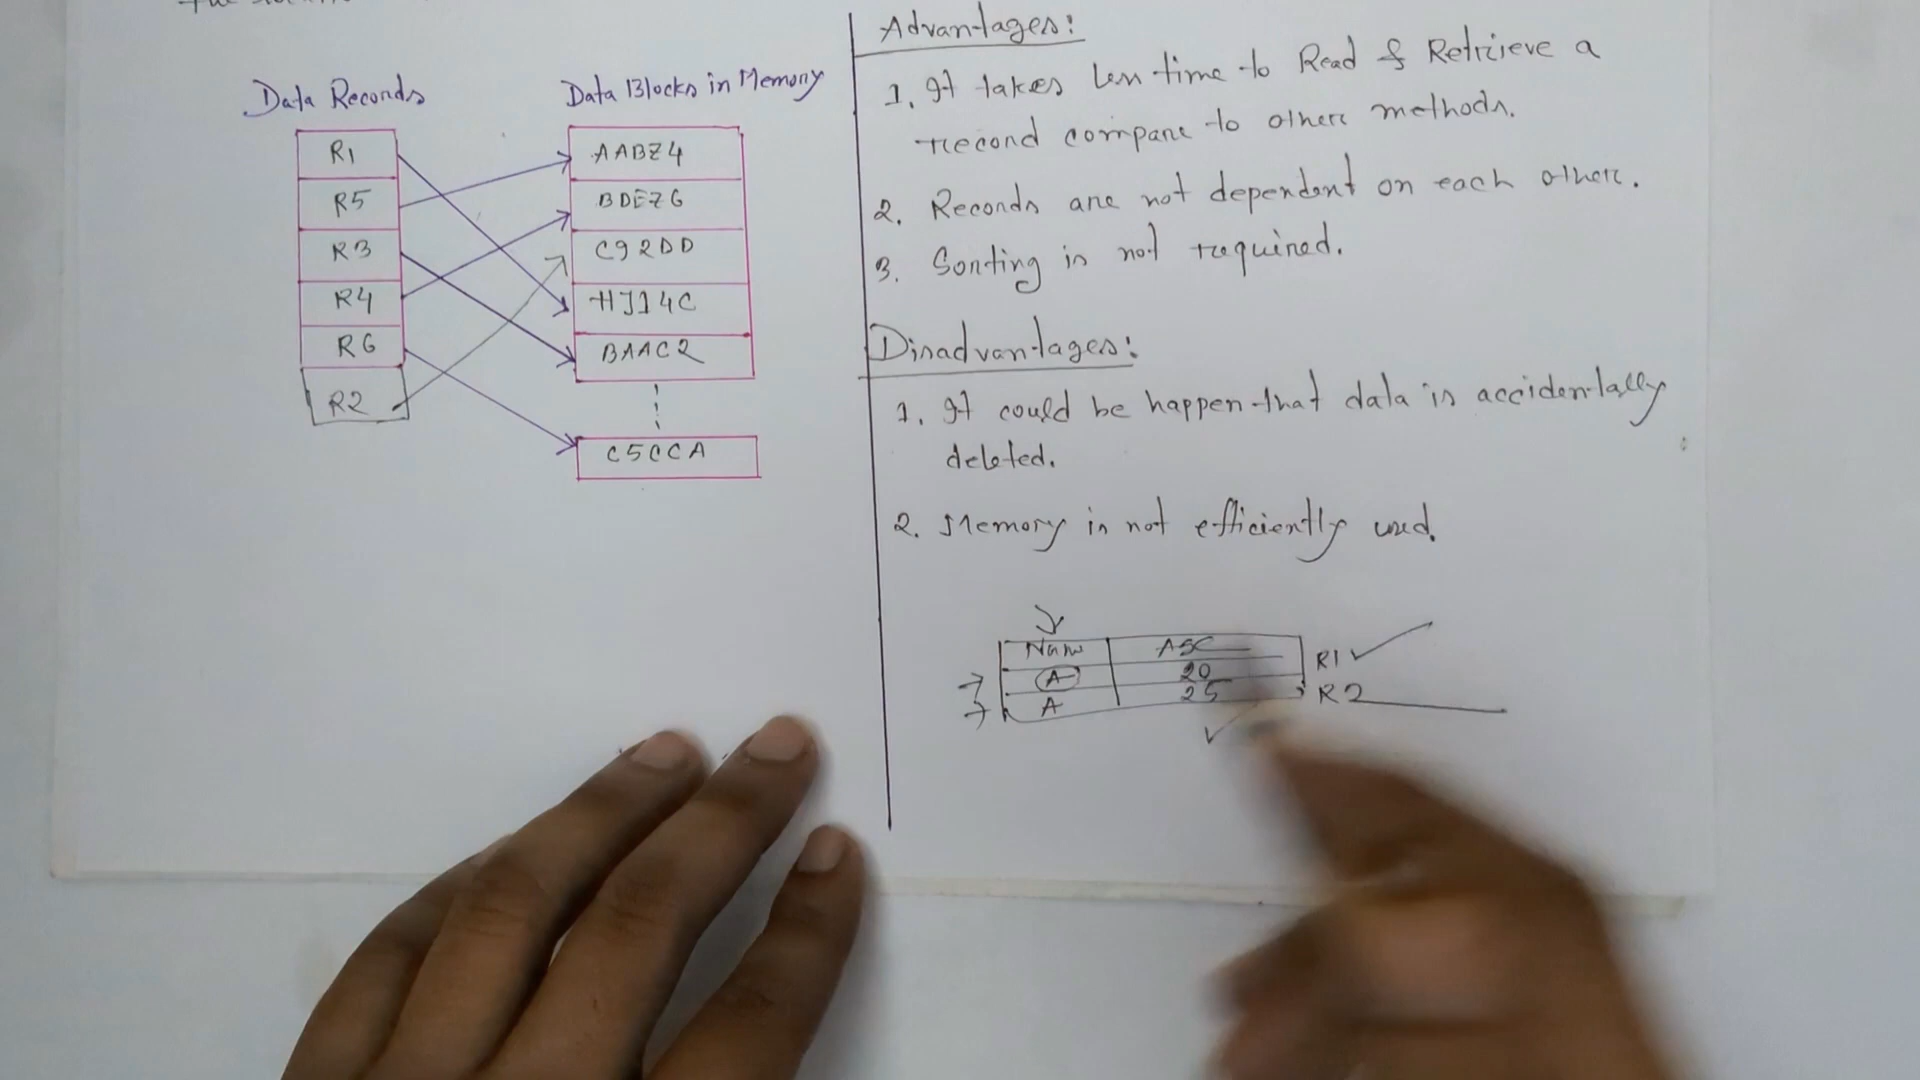 Data Records
Data Blocks in Memory
R1
R5
R3
R4
R6
R2
AABZ4
BDEZ6
C92DD
HJ14C
BAAC2
C5CCA
Advantages:
1. It takes less time to Read & Retrieve a
record compare to other methods.
2. Records are not dependent on each other.
3. Sorting is not required.
Disadvantages:
1. It could be happen that data is accidentally
deleted.
2. Memory is not efficiently used.
Name
A 20 R1
A 25 R2